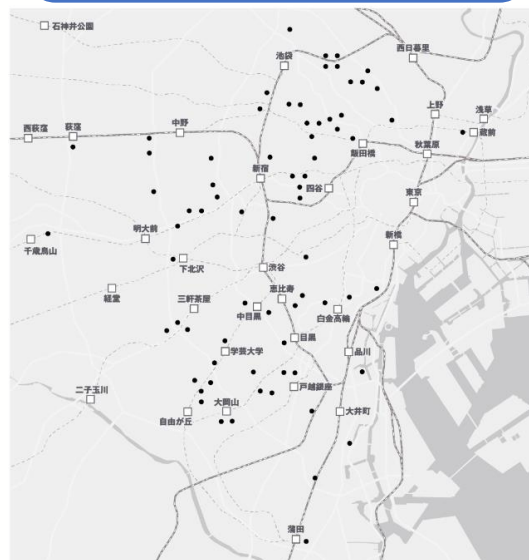 石神井公園
池袋
西日暮里
上野
浅草
蔵前
西荻窪
荻窪
中野
飯田橋
秋葉原
新宿
四谷
東京
千歳烏山
明大前
新橋
下北沢
渋谷
経堂
三軒茶屋
恵比寿
中目黒
白金高輪
目黒
学芸大学
品川
二子玉川
戸越銀座
自由が丘
大岡山
大井町
蒲田